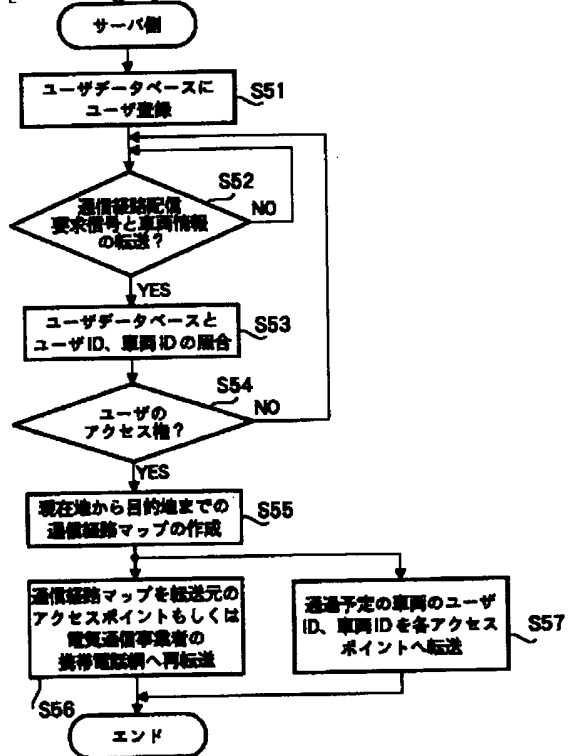 サーバ側
ユーザデータベースに
ユーザ登録
S51
通信経路配信
要求信号と車両情報
の転送？
S52
NO
YES
ユーザデータベースと
ユーザID、車両IDの照合
S53
ユーザの
アクセス権？
S54
NO
YES
現在地から目的地までの
通信経路マップの作成
S55
通信経路マップを転送元の
アクセスポイントもしくは
電気通信事業者の
携帯電話網へ再転送
S56
通過予定の車両のユーザ
ID、車両IDを各アクセス
ポイントへ転送
S57
エンド